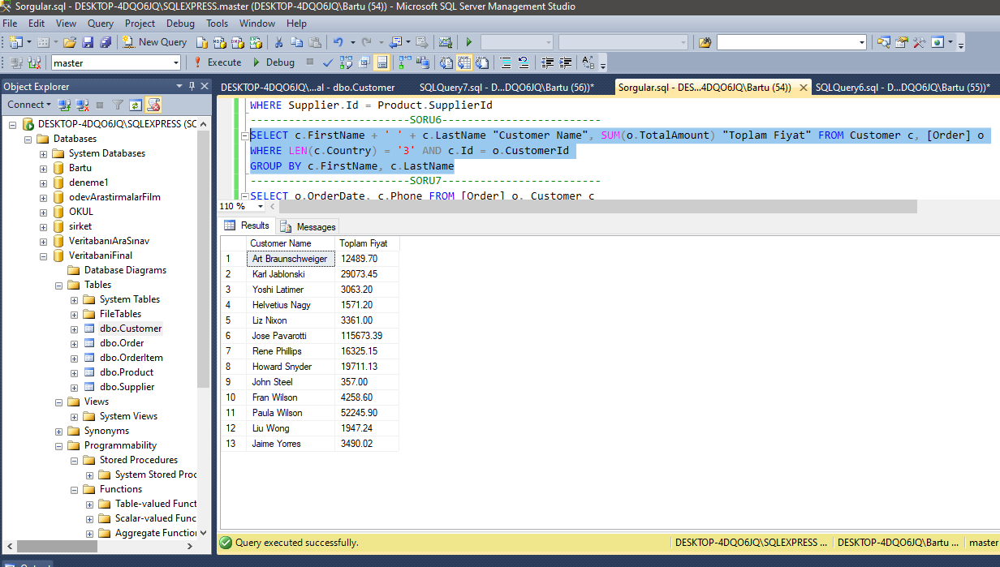 Sorgular.sql - DESKTOP-4DQO6JQ\SQLEXPRESS.master (DESKTOP-4DQO6JQ\Bartu (54)) - Microsoft SQL Server Management Studio
File Edit View Query Project Debug Tools Window Help
New Query
master Execute Debug
Object Explorer
Connect
DESKTOP-4DQO6JQ\SQLEXPRESS (SC
Databases
System Databases
Bartu
deneme1
odevArastirmalarFilm
OKUL
sirket
VeritabanıAraSınav
VeritabaniFinal
Database Diagrams
Tables
System Tables
FileTables
dbo.Customer
dbo.Order
dbo.OrderItem
dbo.Product
dbo.Supplier
Views
System Views
Synonyms
Programmability
Stored Procedures
System Stored Proc
Functions
Table-valued Funct
Scalar-valued Func
Aggregate Function
DESKTOP-4DQO6JQ\...al - dbo.Customer SQLQuery7.sql - D...DQO6JQ\Bartu (56))* Sorgular.sql - DES...4DQO6JQ\Bartu (54)) SQLQuery6.sql - D...DQO6JQ\Bartu (55))*
WHERE Supplier.Id = Product.SupplierId
-------------------------SORU6-------------------------
SELECT c.FirstName + ' ' + c.LastName "Customer Name", SUM(o.TotalAmount) "Toplam Fiyat" FROM Customer c, [Order] o
WHERE LEN(c.Country) = '3' AND c.Id = o.CustomerId
GROUP BY c.FirstName, c.LastName
-------------------------SORU7-------------------------
SELECT o.OrderDate, c.Phone FROM [Order] o, Customer c
110 %
Results Messages
Customer Name Toplam Fiyat
1 Art Braunschweiger 12489.70
2 Karl Jablonski 29073.45
3 Yoshi Latimer 3063.20
4 Helvetius Nagy 1571.20
5 Liz Nixon 3361.00
6 Jose Pavarotti 115673.39
7 Rene Phillips 16325.15
8 Howard Snyder 19711.13
9 John Steel 357.00
10 Fran Wilson 4258.60
11 Paula Wilson 52245.90
12 Liu Wong 1947.24
13 Jaime Yorres 3490.02
Query executed successfully. DESKTOP-4DQO6JQ\SQLEXPRESS ... DESKTOP-4DQO6JQ\Bartu ... master